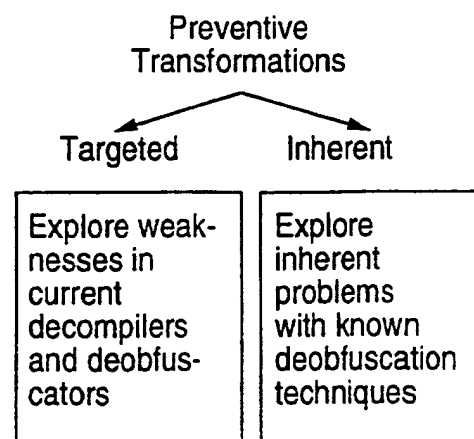 Preventive
Transformations
Targeted
Inherent
Explore weak-
nesses in
current
decompilers
and deobfus-
cators
Explore
inherent
problems
with known
deobfuscation
techniques